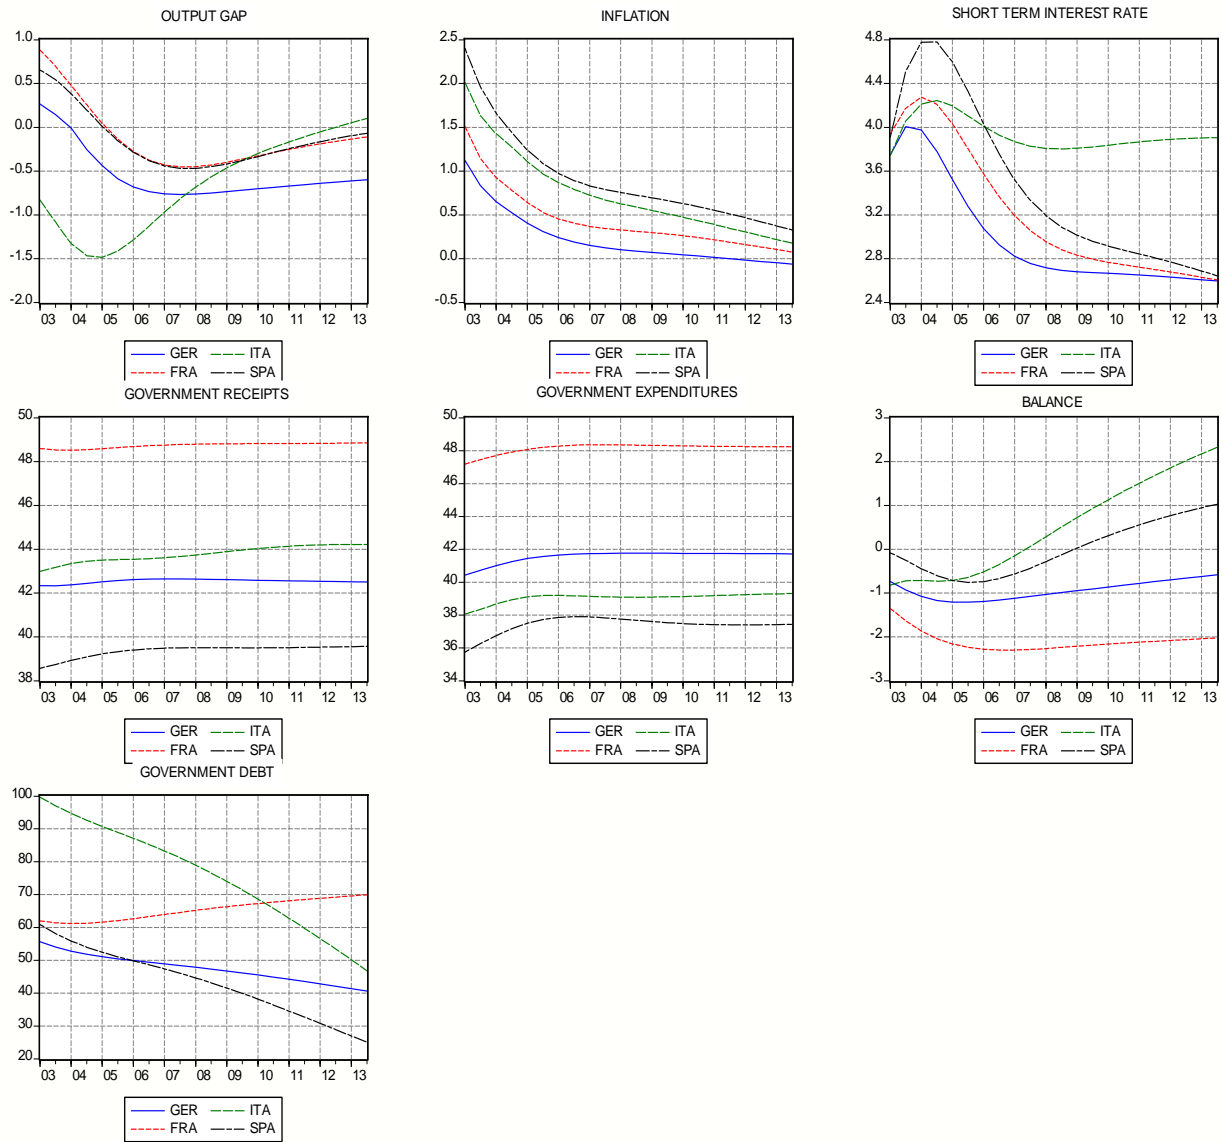 OUTPUT GAP
1.0
0.5
0.0
-0.5
-1.0
-1.5
-2.0
03 04 05 06 07 08 09 10 11 12 13
GER ITA
FRA SPA
INFLATION
2.5
2.0
1.5
1.0
0.5
0.0
-0.5
03 04 05 06 07 08 09 10 11 12 13
GER ITA
FRA SPA
SHORT TERM INTEREST RATE
4.8
4.4
4.0
3.6
3.2
2.8
2.4
03 04 05 06 07 08 09 10 11 12 13
GER ITA
FRA SPA
GOVERNMENT RECEIPTS
50
48
46
44
42
40
38
03 04 05 06 07 08 09 10 11 12 13
GER ITA
FRA SPA
GOVERNMENT EXPENDITURES
50
48
46
44
42
40
38
36
34
03 04 05 06 07 08 09 10 11 12 13
GER ITA
FRA SPA
BALANCE
3
2
1
0
-1
-2
-3
03 04 05 06 07 08 09 10 11 12 13
GER ITA
FRA SPA
GOVERNMENT DEBT
100
90
80
70
60
50
40
30
20
03 04 05 06 07 08 09 10 11 12 13
GER ITA
FRA SPA